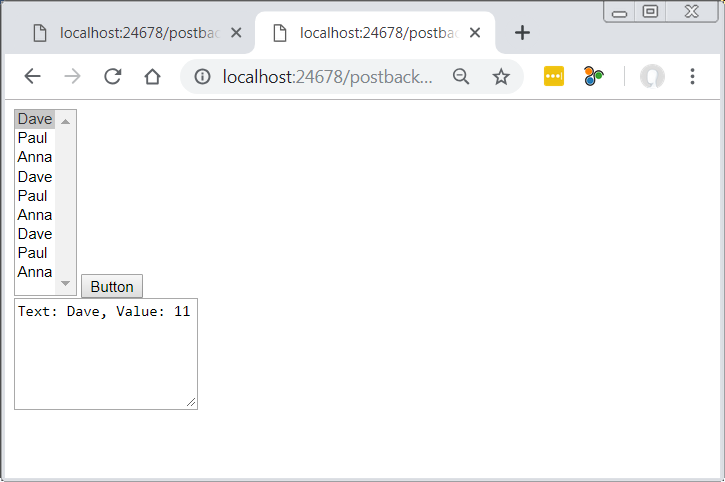 localhost:24678/postbac
localhost:24678/postba
localhost:24678/postback...
Dave
Paul
Anna
Dave
Paul
Anna
Dave
Paul
Anna
Button
Text: Dave, Value: 11